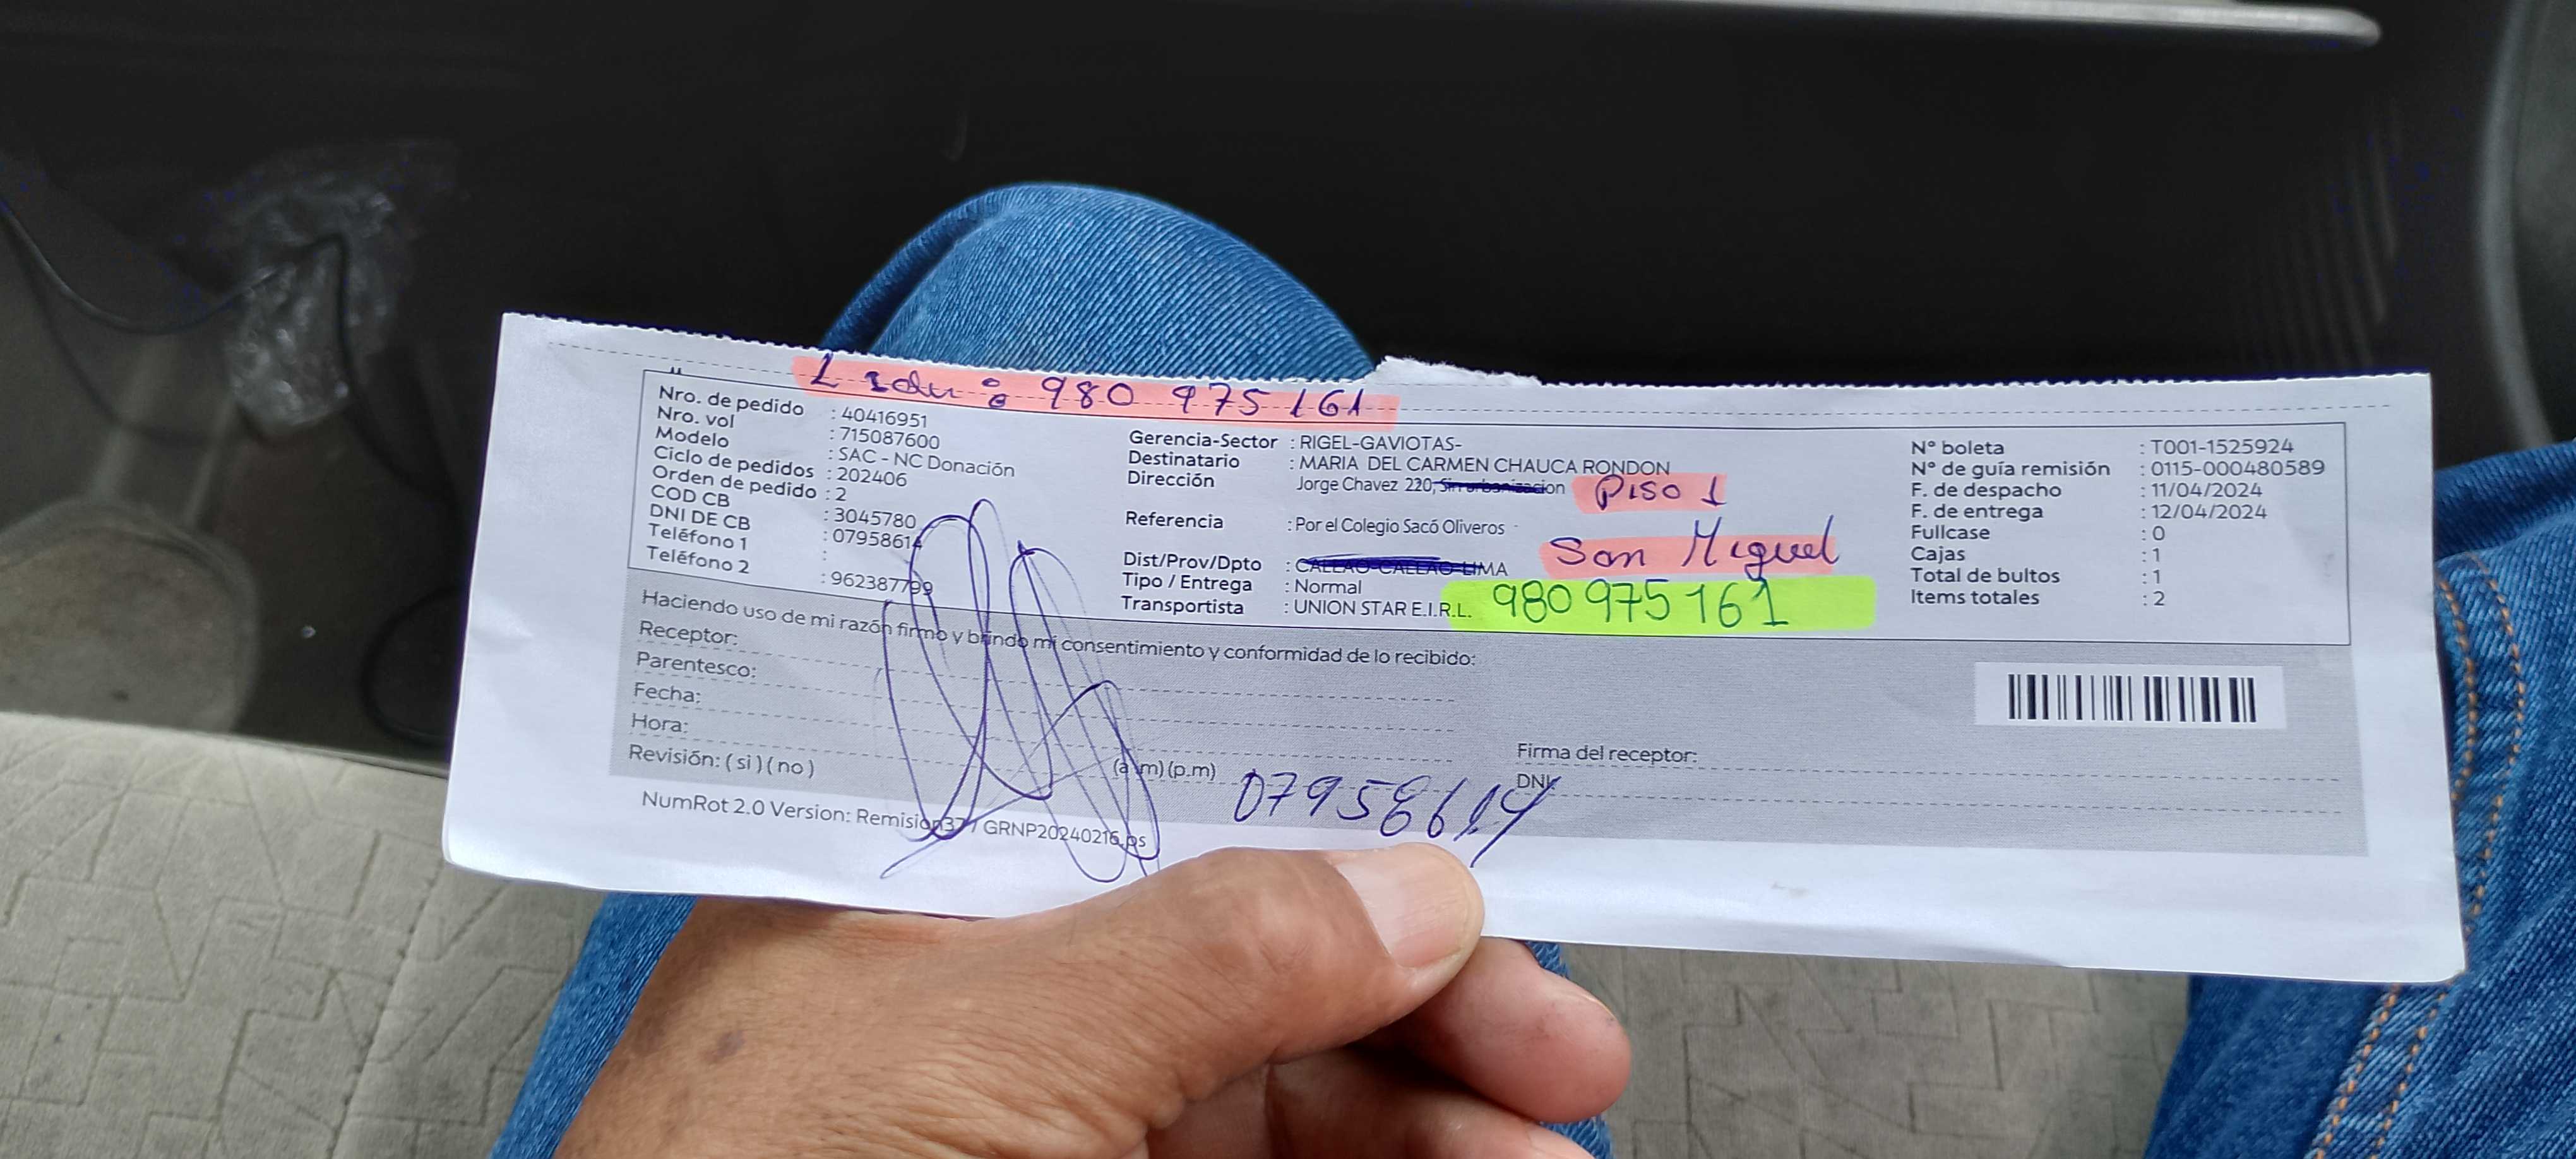 980 975 161
Nro. de pedido : 40416951
Nro. vol : 715087600
Modelo : SAC - NC Donación
Ciclo de pedidos : 202406
Orden de pedido : 2
COD CB : 3045780
DNI DE CB : 07958614
Teléfono 1 :
Teléfono 2 : 962387799
Gerencia-Sector : RIGEL-GAVIOTAS-
Destinatario : MARIA DEL CARMEN CHAUCA RONDON
Dirección Jorge Chavez 220, Sin urbanizacion PISO 1
Referencia : Por el Colegio Sacó Oliveros
San Miguel
Dist/Prov/Dpto : CALLAO-CALLAO-LIMA
Tipo / Entrega : Normal
Transportista : UNION STAR E.I.R.L. 980975161
N° boleta : T001-1525924
N° de guía remisión : 0115-000480589
F. de despacho : 11/04/2024
F. de entrega : 12/04/2024
Fullcase : 0
Cajas : 1
Total de bultos : 1
Items totales : 2
Haciendo uso de mi razón firmo y brindo mi consentimiento y conformidad de lo recibido:
Receptor:
Parentesco:
Fecha:
Hora: (a.m) (p.m)
Revisión: ( si ) ( no )
Firma del receptor:
DNI:
07958614
NumRot 2.0 Version: Remision377 GRNP20240216.ps